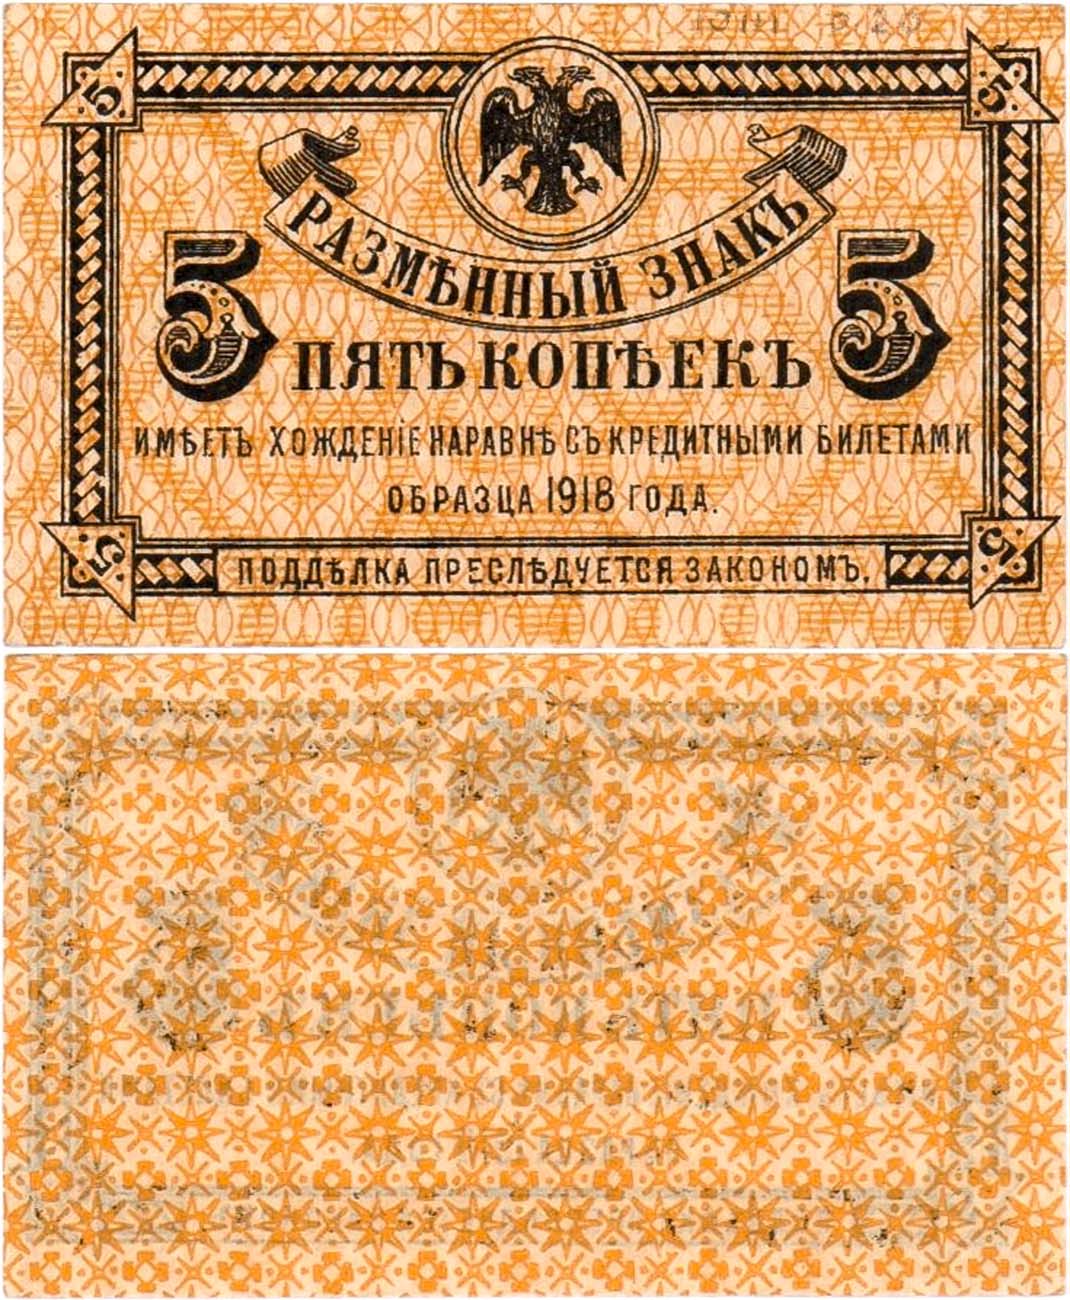 5 5
РАЗМѢННЫЙ ЗНАКЪ
5 5
ПЯТЬ КОПѢЕКЪ
ИМѢЕТЬ ХОЖДЕНІЕ НАРАВНѢ СЪ КРЕДИТНЫМИ БИЛЕТАМИ
ОБРАЗЦА 1918 ГОДА.
5 5
ПОДДѢЛКА ПРЕСЛѢДУЕТСЯ ЗАКОНОМЪ.